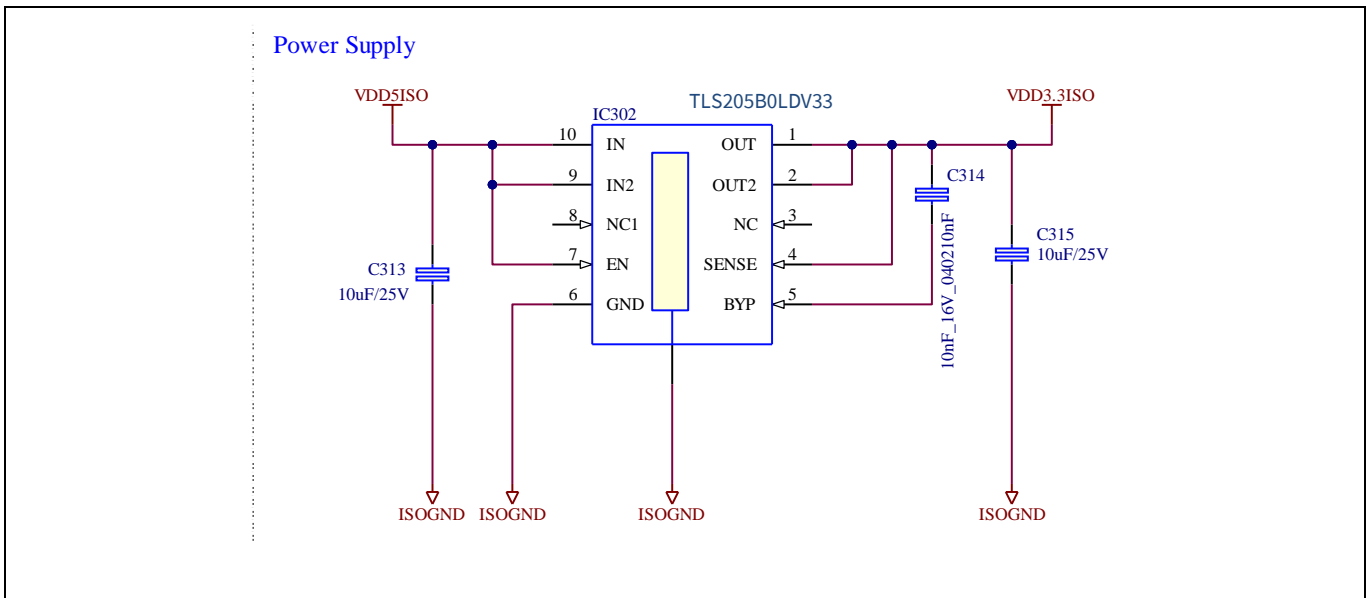 Power Supply
VDD5ISO
TLS205B0LDV33
VDD3.3ISO
IC302
10
IN
OUT
1
9
IN2
OUT2
2
C314
8
NC1
NC
3
C315
10uF/25V
7
EN
SENSE
4
C313
10uF/25V
6
GND
BYP
5
10nF_16V_040210nF
ISOGND
ISOGND
ISOGND
ISOGND